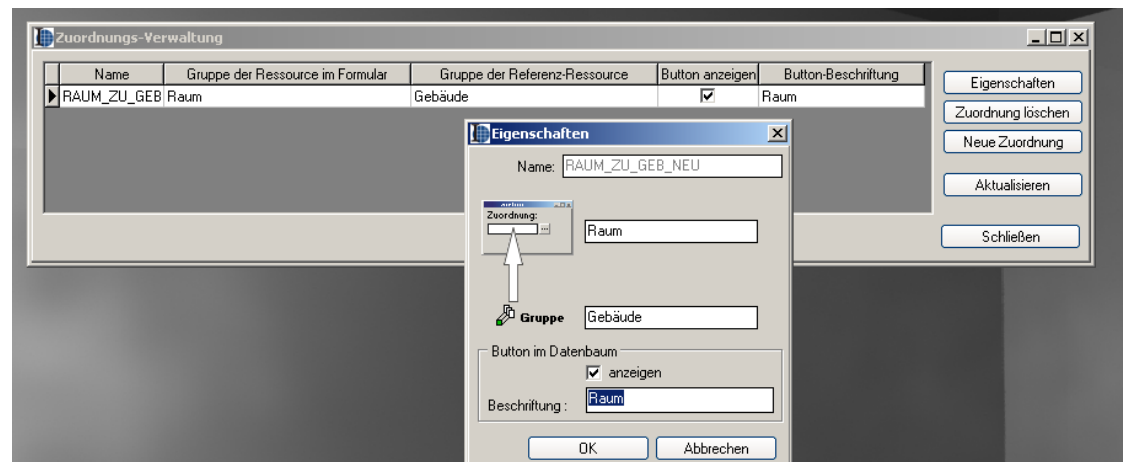 Zuordnungs-Verwaltung
Name Gruppe der Ressource im Formular Gruppe der Referenz-Ressource Button anzeigen Button-Beschriftung
RAUM_ZU_GEB Raum Gebäude Raum
Eigenschaften
Zuordnung löschen
Neue Zuordnung
Aktualisieren
Schließen
Eigenschaften
Name: RAUM_ZU_GEB_NEU
Zuordnung:
Raum
Gruppe Gebäude
Button im Datenbaum
anzeigen
Beschriftung : Raum
OK Abbrechen